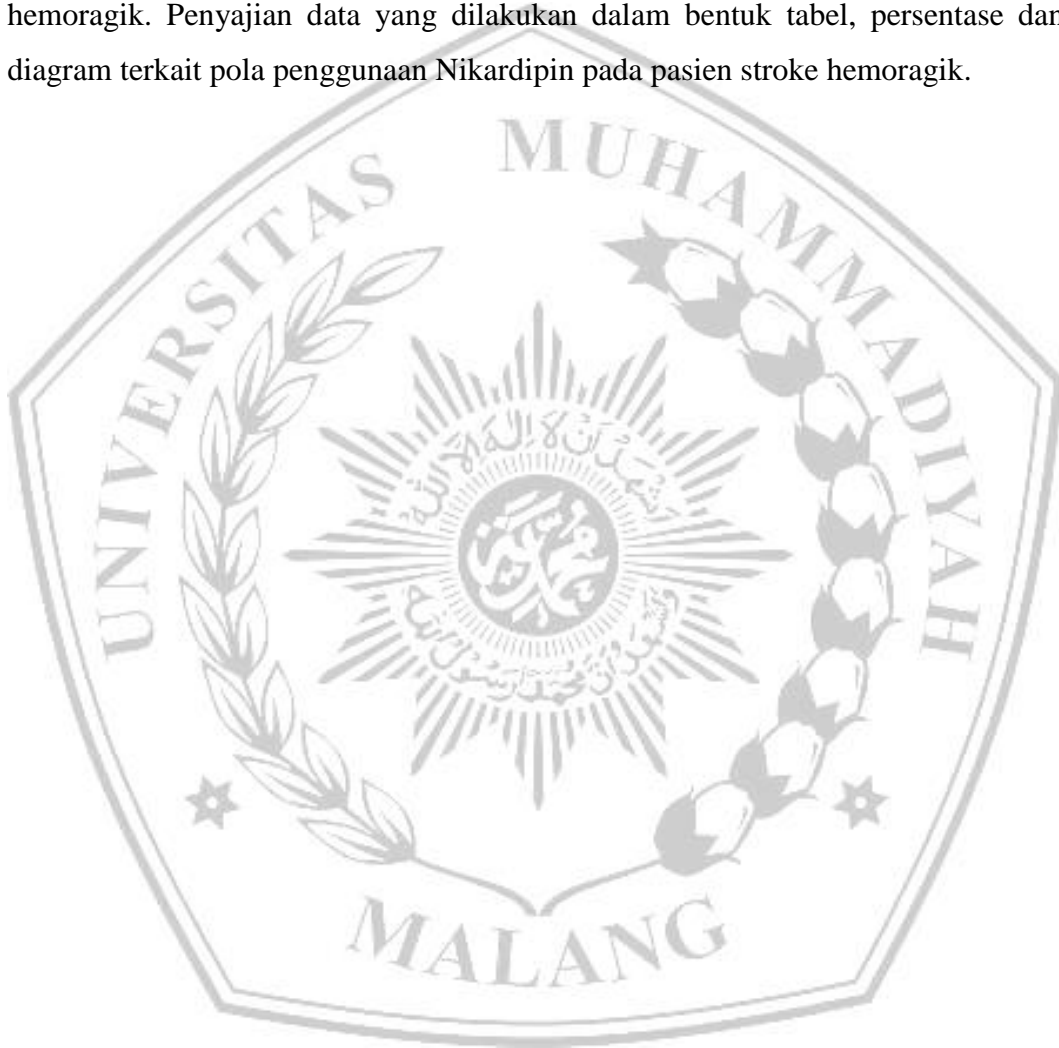 hemoragik. Penyajian data yang dilakukan dalam bentuk tabel, persentase dan
diagram terkait pola penggunaan Nikardipin pada pasien stroke hemoragik.
UNIVERSITAS MUHAMMADIYAH
MALANG